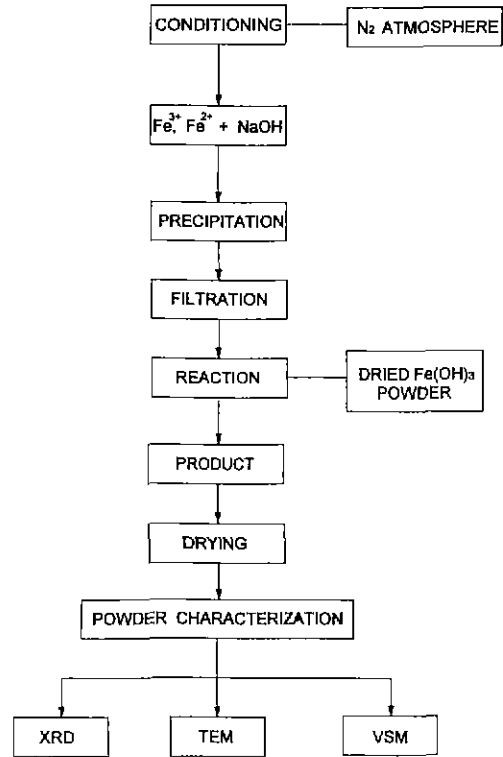 CONDITIONING
N₂ ATMOSPHERE
Fe³⁺, Fe²⁺ + NaOH
PRECIPITATION
FILTRATION
REACTION
DRIED Fe(OH)₃
POWDER
PRODUCT
DRYING
POWDER CHARACTERIZATION
XRD
TEM
VSM